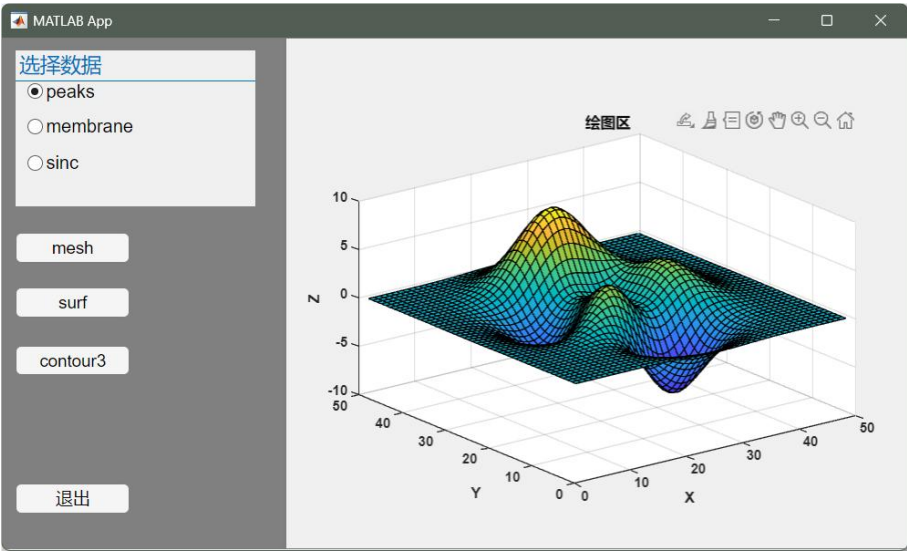 MATLAB App
选择数据
peaks
membrane
sinc
mesh
surf
contour3
退出
绘图区
10
5
0
-5
-10
Z
50
40
30
20
10
0
Y
0
10
20
30
40
50
X